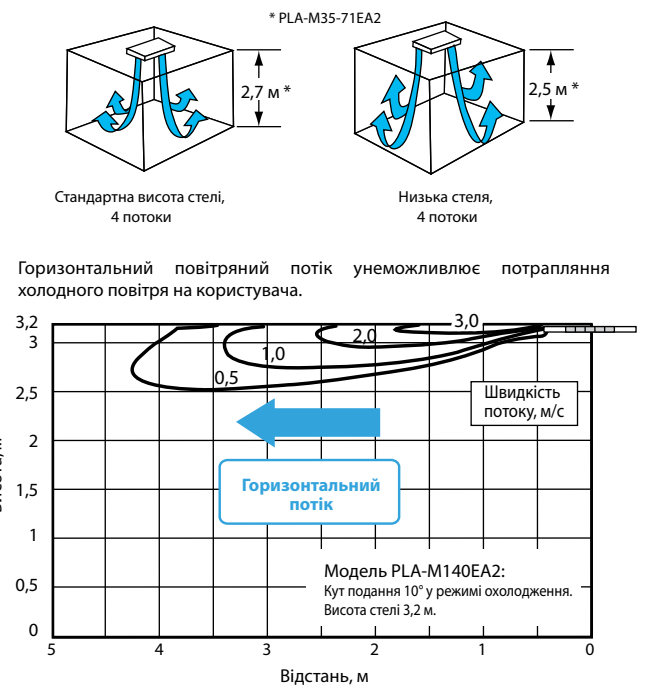 * PLA-M35-71EA2
2,7 м *
2,5 м *
Стандартна висота стелі,
4 потоки
Низька стеля,
4 потоки
Горизонтальний повітряний потік унеможливлює потрапляння
холодного повітря на користувача.
3,2
3
2,5
2
1,5
1
0,5
0
3,0
2,0
1,0
0,5
Швидкість
потоку, м/с
Горизонтальний
потік
Модель PLA-M140EA2:
Кут подання 10° у режимі охолодження.
Висота стелі 3,2 м.
5 4 3 2 1 0
Відстань, м